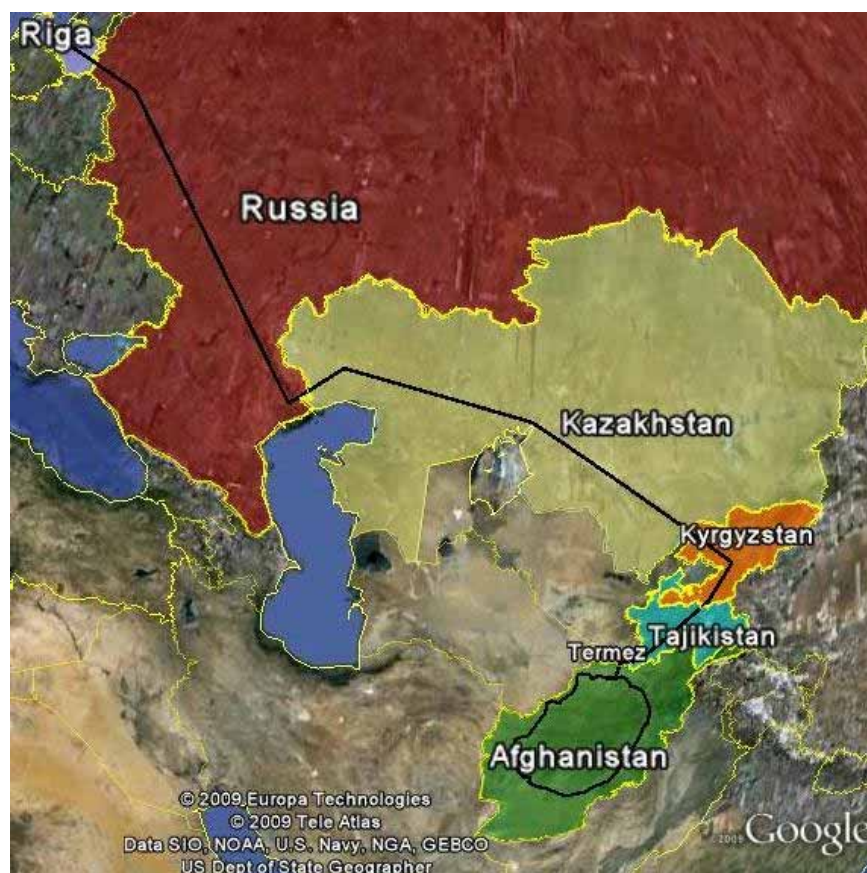 Riga
Russia
Kazakhstan
Kyrgyzstan
Tajikistan
Termez
Afghanistan
© 2009 Europa Technologies
© 2009 Tele Atlas
Data SIO, NOAA, U.S. Navy, NGA, GEBCO
US Dept of State Geographer
©2009 Google